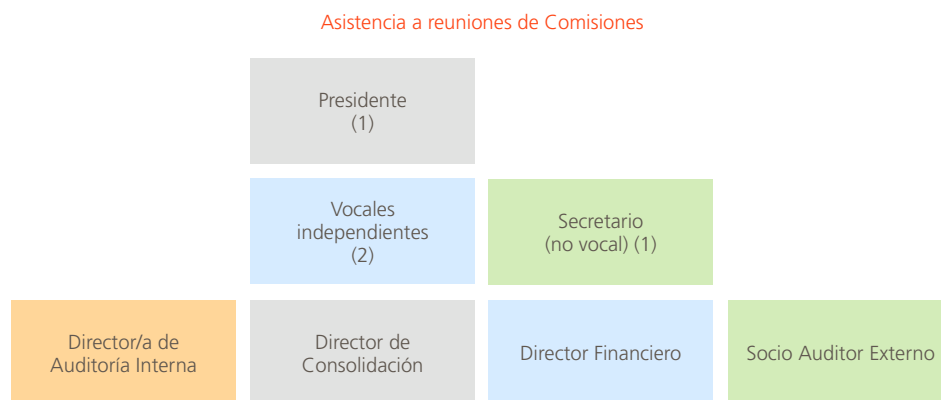 Asistencia a reuniones de Comisiones
Presidente
(1)
Vocales
independientes
(2)
Secretario
(no vocal) (1)
Director/a de
Auditoría Interna
Director de
Consolidación
Director Financiero
Socio Auditor Externo